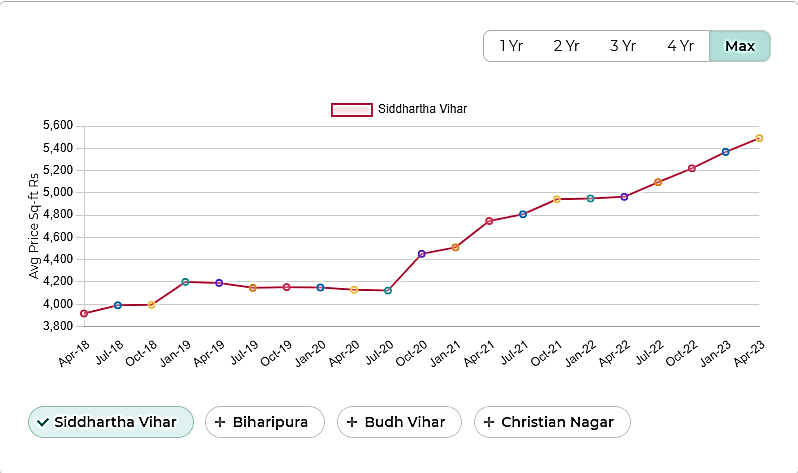 1 Yr 2 Yr 3 Yr 4 Yr Max
Siddhartha Vihar
Avg Price Sq-ft Rs
5,600
5,400
5,200
5,000
4,800
4,600
4,400
4,200
4,000
3,800
Apr-18 Jul-18 Oct-18 Jan-19 Apr-19 Jul-19 Oct-19 Jan-20 Apr-20 Jul-20 Oct-20 Jan-21 Apr-21 Jul-21 Oct-21 Jan-22 Apr-22 Jul-22 Oct-22 Jan-23 Apr-23
Siddhartha Vihar Biharipura Budh Vihar Christian Nagar